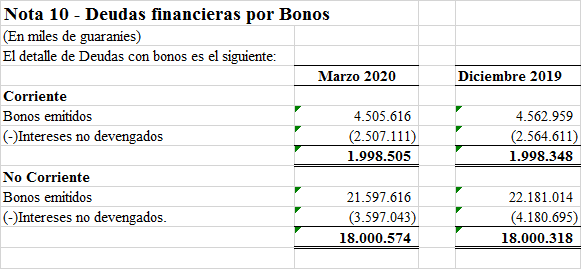 Nota 10 - Deudas financieras por Bonos
(En miles de guaranies)
El detalle de Deudas con bonos es el siguiente:
Marzo 2020 Diciembre 2019
Corriente
Bonos emitidos 4.505.616 4.562.959
(-)Intereses no devengados (2.507.111) (2.564.611)
1.998.505 1.998.348
No Corriente
Bonos emitidos 21.597.616 22.181.014
(-)Intereses no devengados. (3.597.043) (4.180.695)
18.000.574 18.000.318